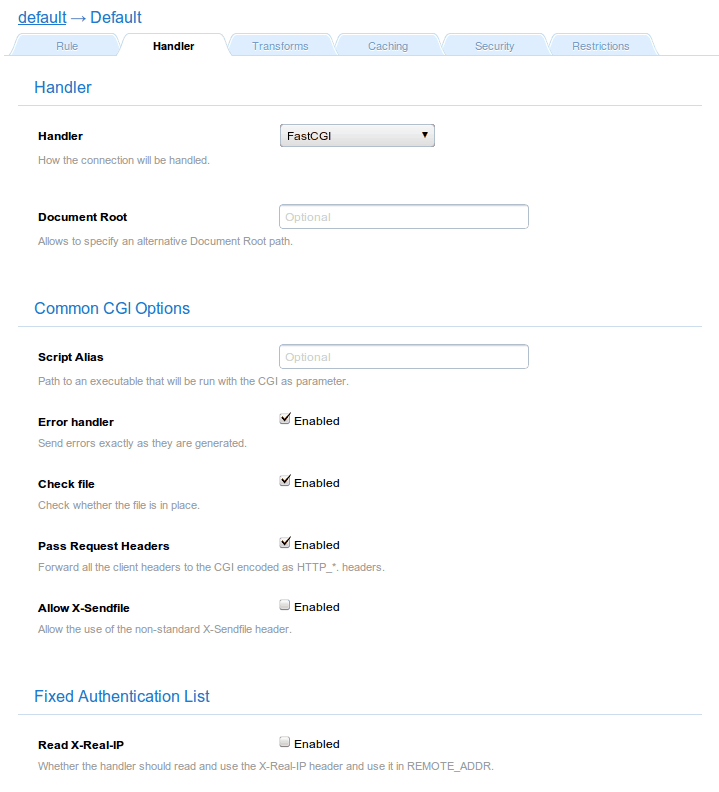 default → Default
Rule Handler Transforms Caching Security Restrictions
Handler
Handler FastCGI
How the connection will be handled.
Document Root Optional
Allows to specify an alternative Document Root path.
Common CGI Options
Script Alias Optional
Path to an executable that will be run with the CGI as parameter.
Error handler Enabled
Send errors exactly as they are generated.
Check file Enabled
Check whether the file is in place.
Pass Request Headers Enabled
Forward all the client headers to the CGI encoded as HTTP_*. headers.
Allow X-Sendfile Enabled
Allow the use of the non-standard X-Sendfile header.
Fixed Authentication List
Read X-Real-IP Enabled
Whether the handler should read and use the X-Real-IP header and use it in REMOTE_ADDR.